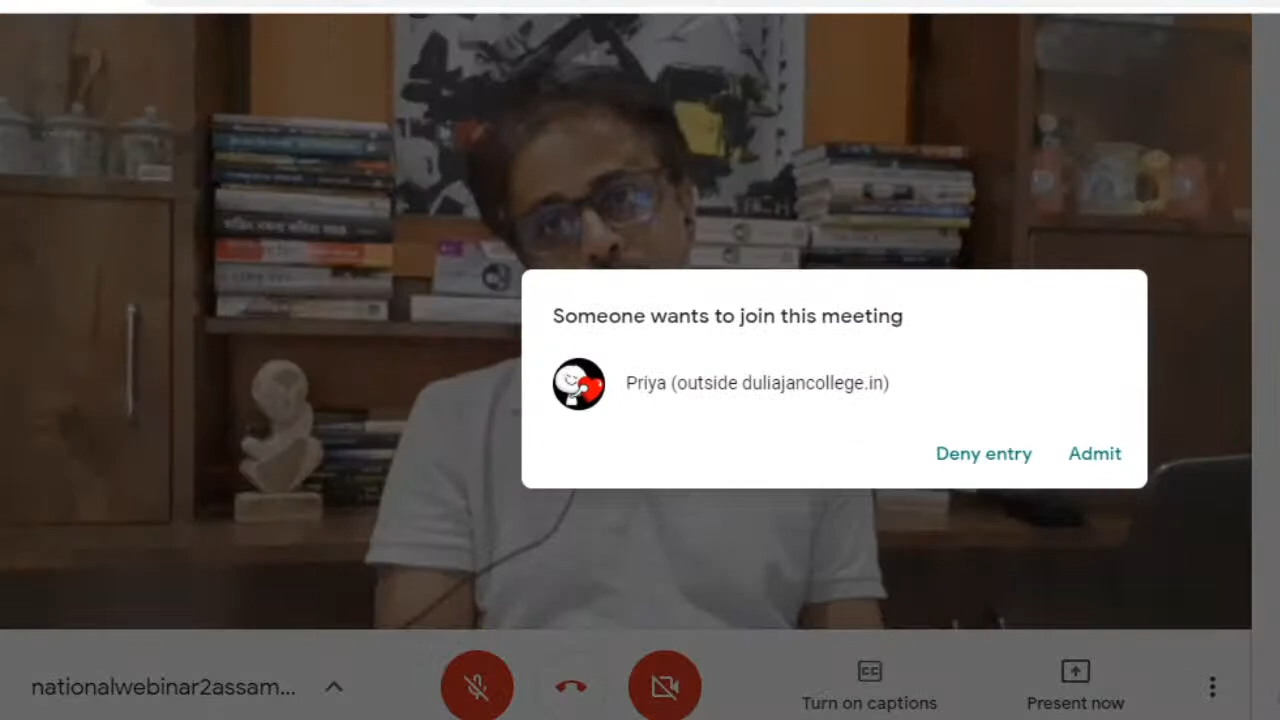 Someone wants to join this meeting
Priya (outside duliajancollege.in)
Deny entry
Admit
nationalwebinar2assam...
Turn on captions
Present now